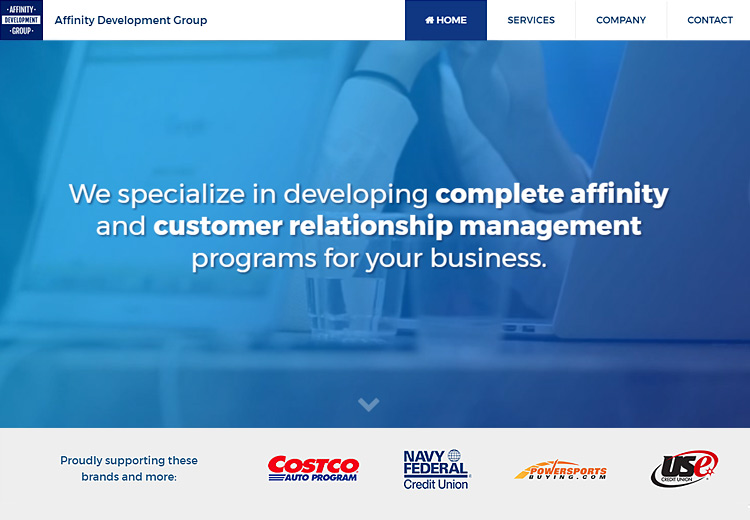 AFFINITY
DEVELOPMENT
GROUP
Affinity Development Group
HOME
SERVICES
COMPANY
CONTACT
We specialize in developing complete affinity
and customer relationship management
programs for your business.
Proudly supporting these
brands and more:
COSTCO
AUTO PROGRAM
NAVY
FEDERAL
Credit Union
POWERSPORTS
BUYING.COM
USe
CREDIT UNION